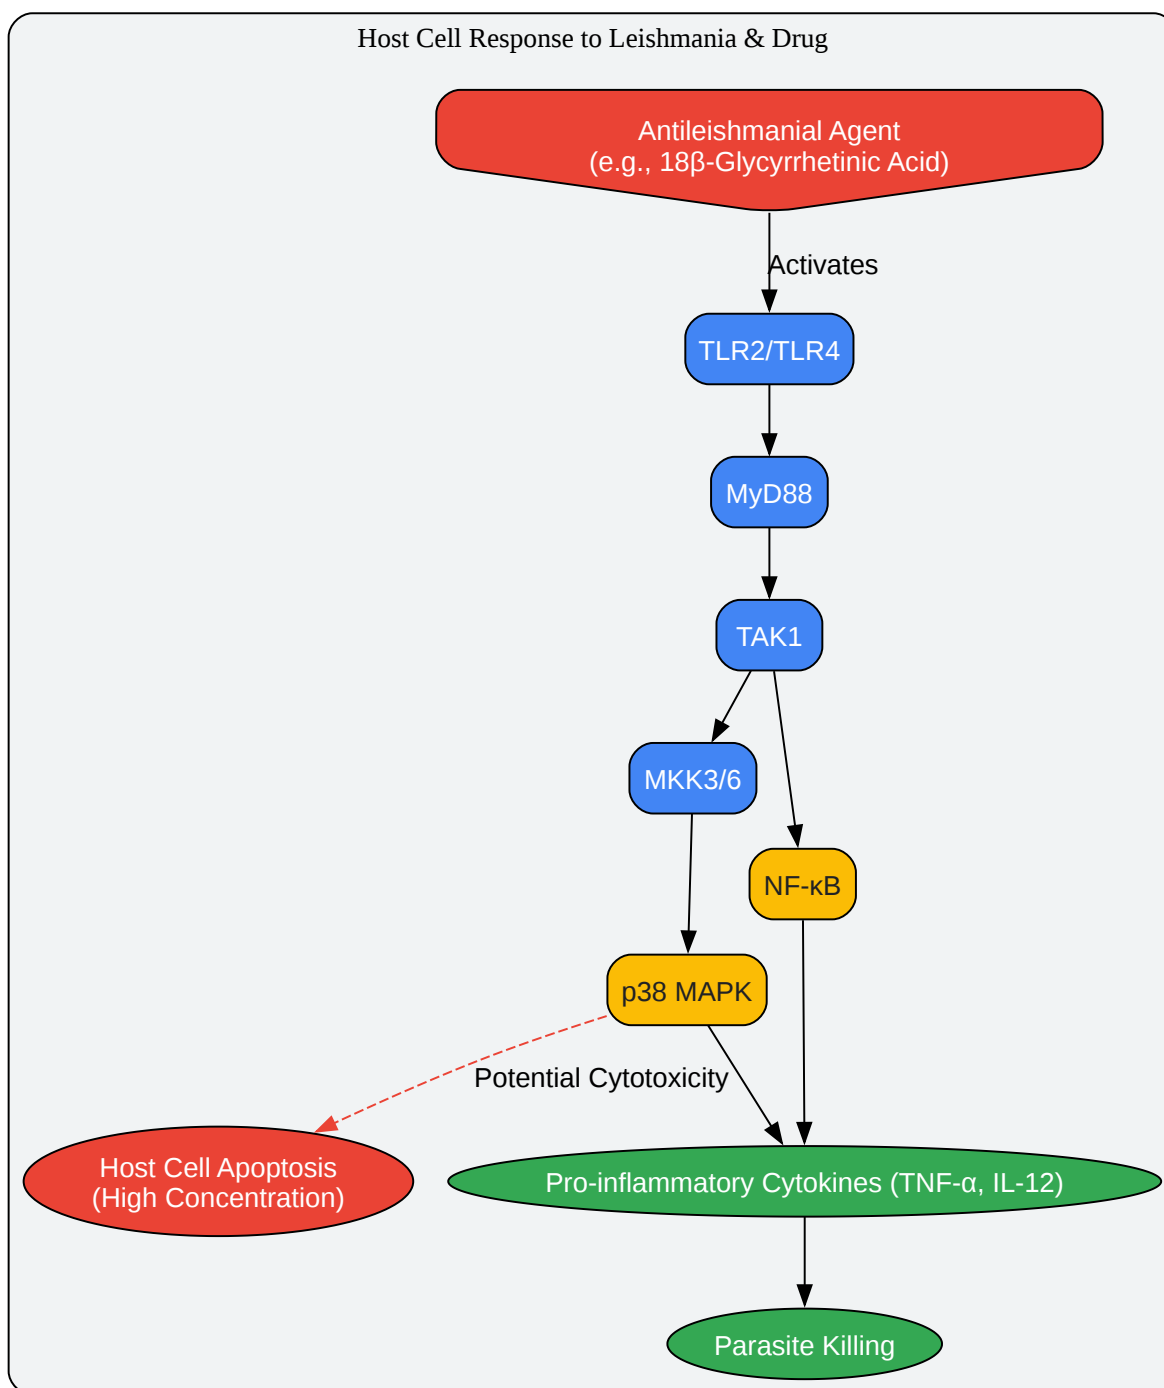 Host Cell Response to Leishmania & Drug
Antileishmanial Agent
(e.g., 18β-Glycyrrhetinic Acid)
Activates
TLR2/TLR4
MyD88
TAK1
MKK3/6
NF-κB
p38 MAPK
Potential Cytotoxicity
Host Cell Apoptosis
(High Concentration)
Pro-inflammatory Cytokines (TNF-α, IL-12)
Parasite Killing